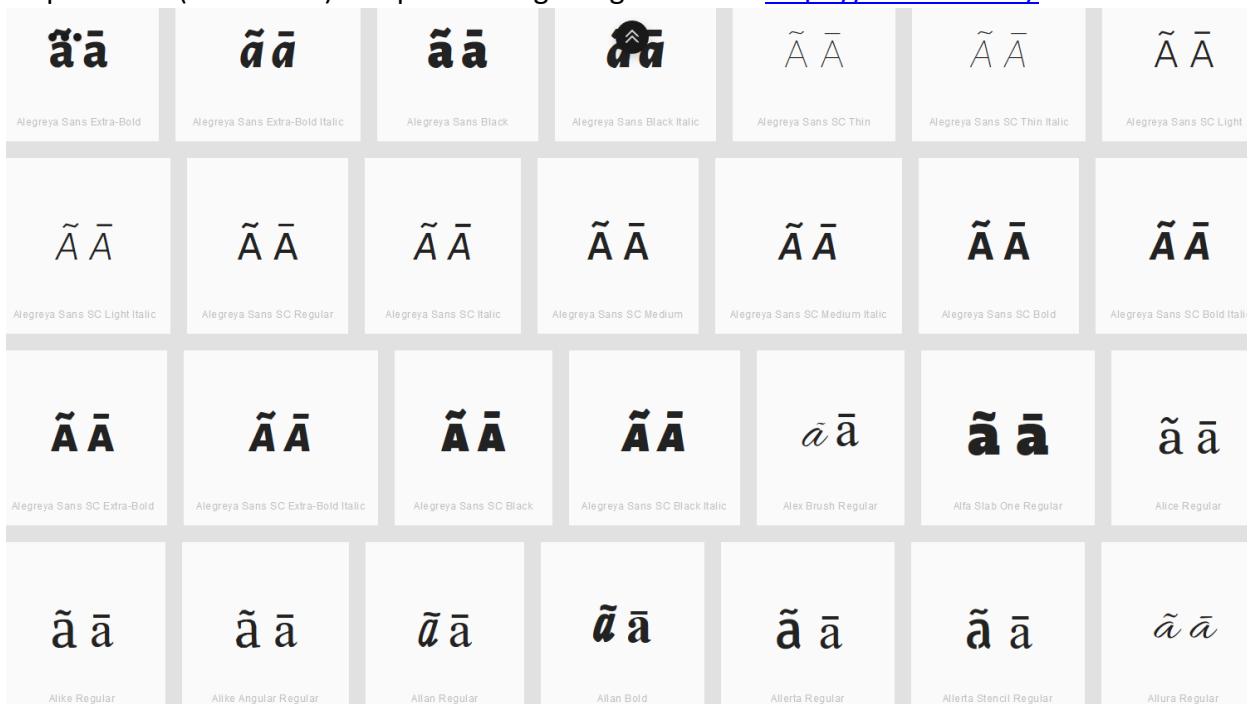 ã ā ã ā ã ā ã ā Ã Ā Ã Ā Ã Ā
Alegreya Sans Extra-Bold Alegreya Sans Extra-Bold Italic Alegreya Sans Black Alegreya Sans Black Italic Alegreya Sans SC Thin Alegreya Sans SC Thin Italic Alegreya Sans SC Light
Ã Ā Ã Ā Ã Ā Ã Ā Ã Ā Ã Ā Ã Ā
Alegreya Sans SC Light Italic Alegreya Sans SC Regular Alegreya Sans SC Italic Alegreya Sans SC Medium Alegreya Sans SC Medium Italic Alegreya Sans SC Bold Alegreya Sans SC Bold
Ã Ā Ã Ā Ã Ā Ã Ā ã ā ã ā ã ā
Alegreya Sans SC Extra-Bold Alegreya Sans SC Extra-Bold Italic Alegreya Sans SC Black Alegreya Sans SC Black Italic Alex Brush Regular Alfa Slab One Regular Alice Regular
ã ā ã ā ã ā ã ā ã ā ã ā ã ā
Alike Regular Alike Angular Regular Allan Regular Allan Bold Allerta Regular Allerta Stencil Regular Allura Regular